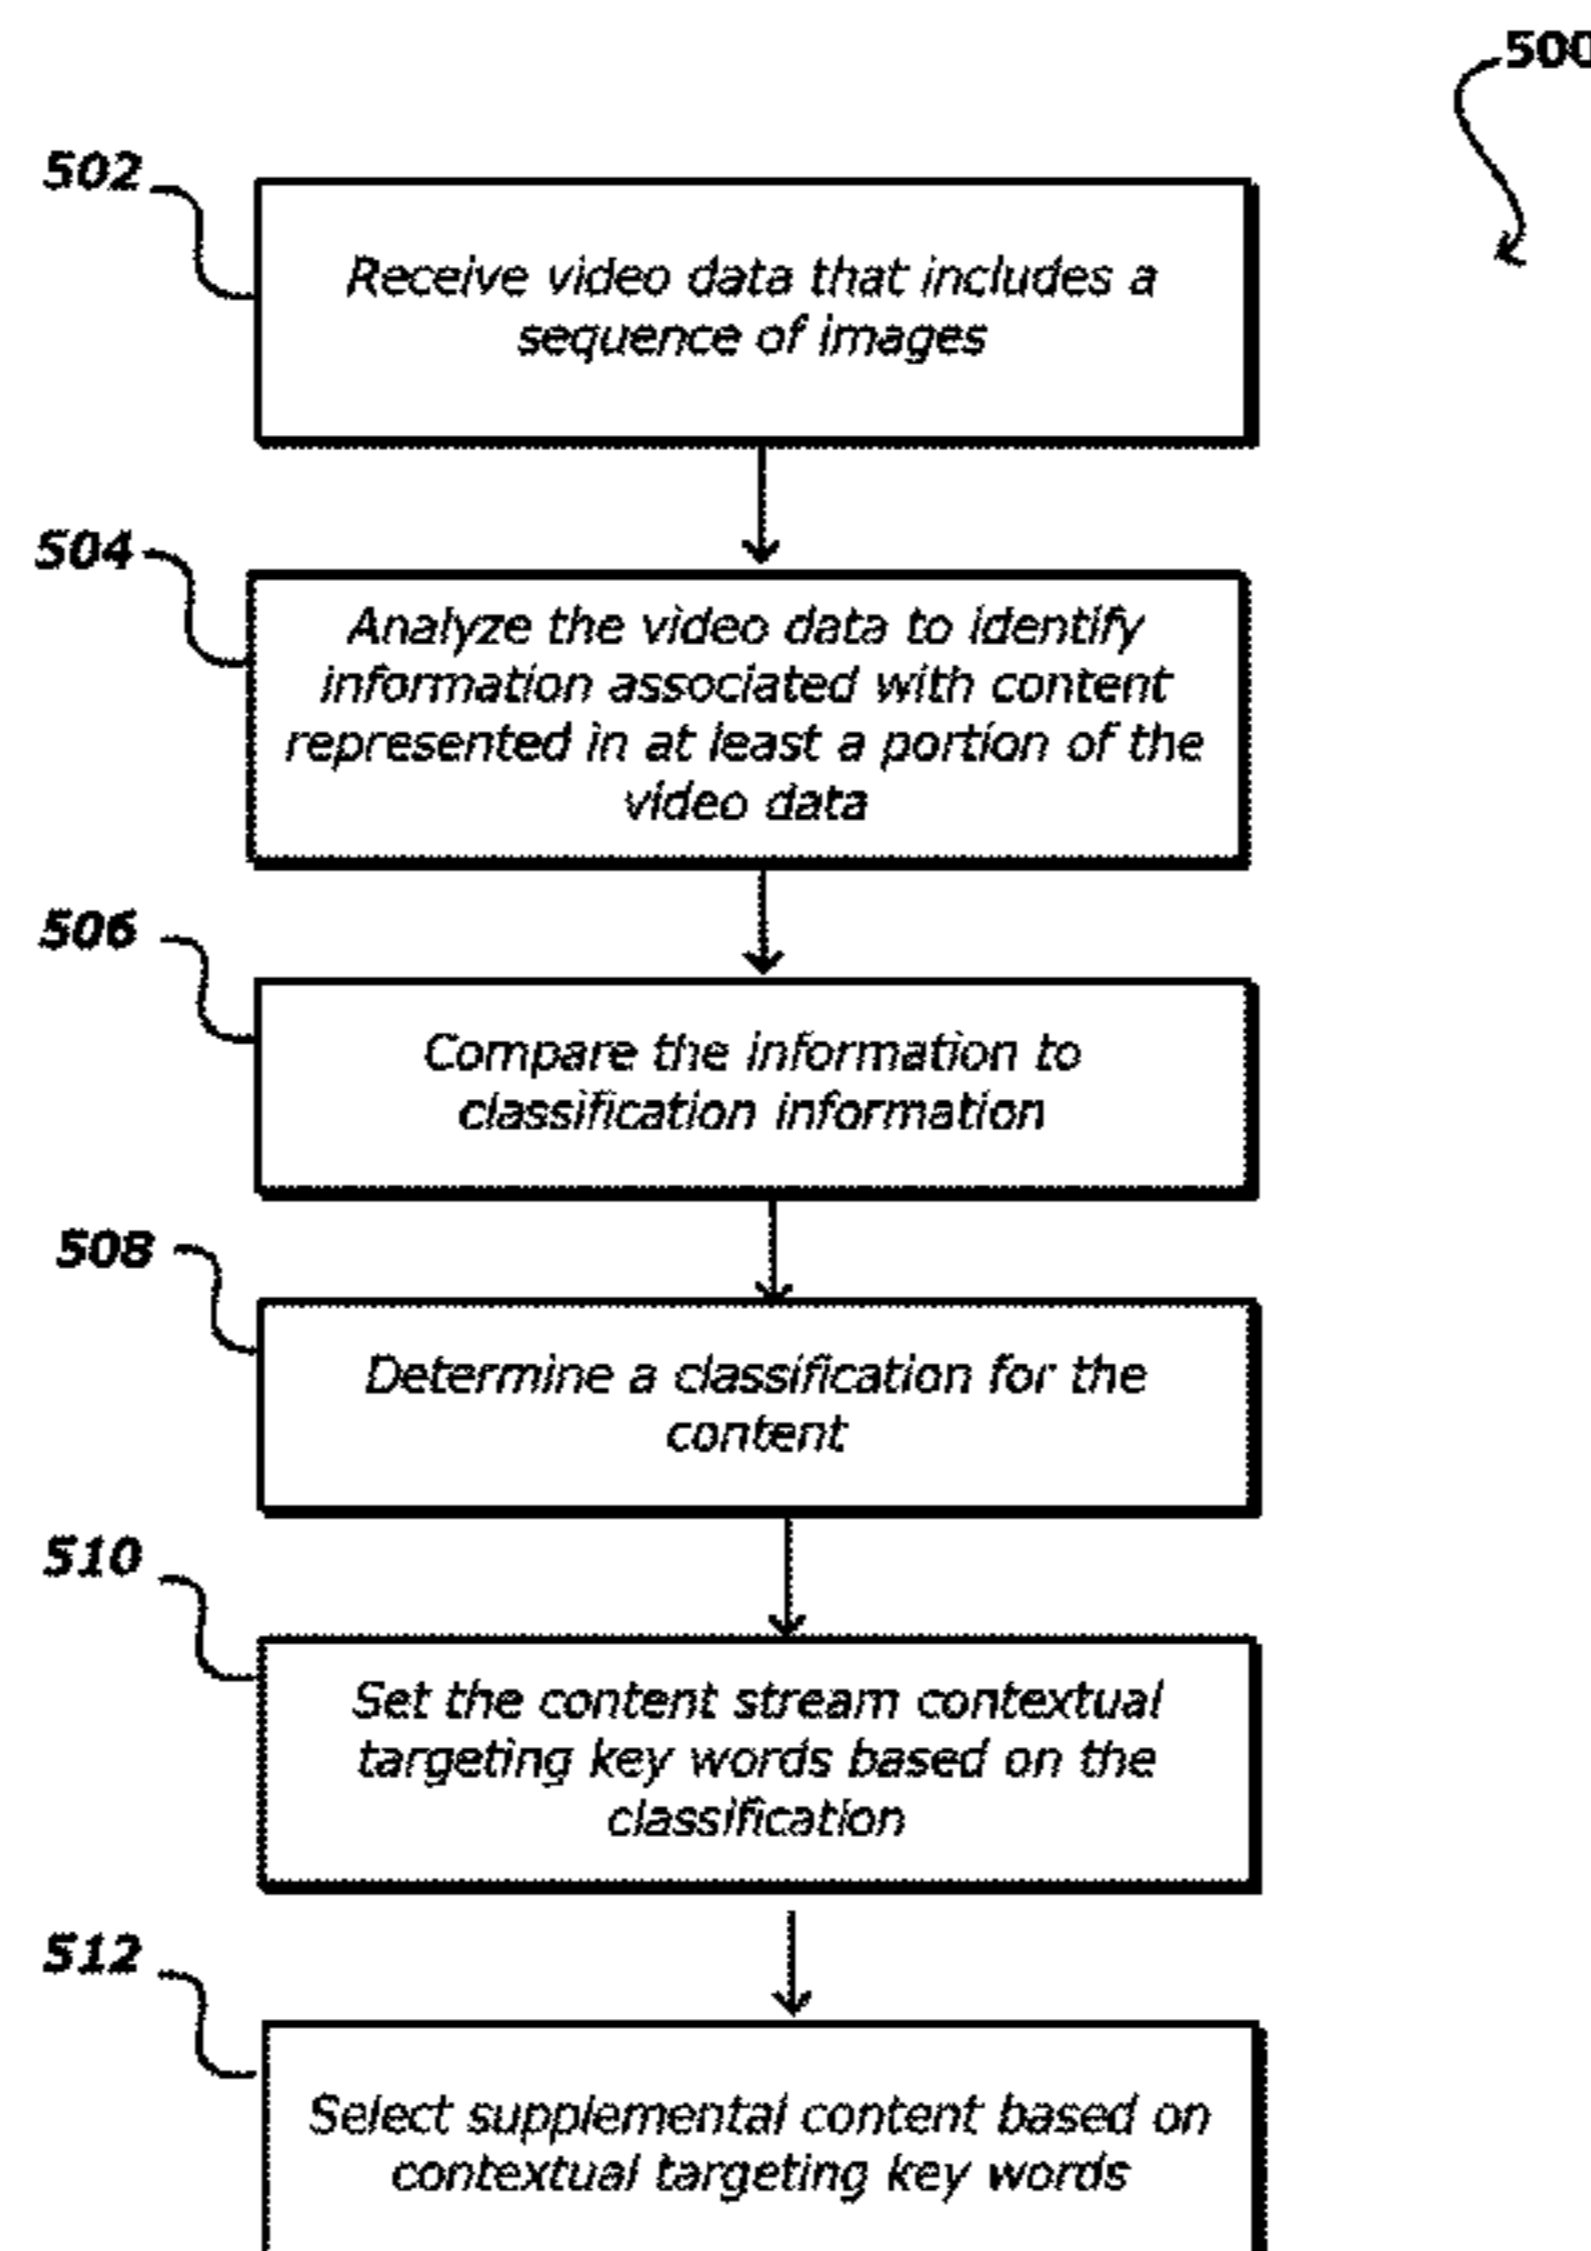 500
502
Receive video data that includes a
sequence of images
504
Analyze the video data to identify
information associated with content
represented in at least a portion of the
video data
506
Compare the information to
classification information
508
Determine a classification for the
content
510
Set the content stream contextual
targeting key words based on the
classification
512
Select supplemental content based on
contextual targeting key words